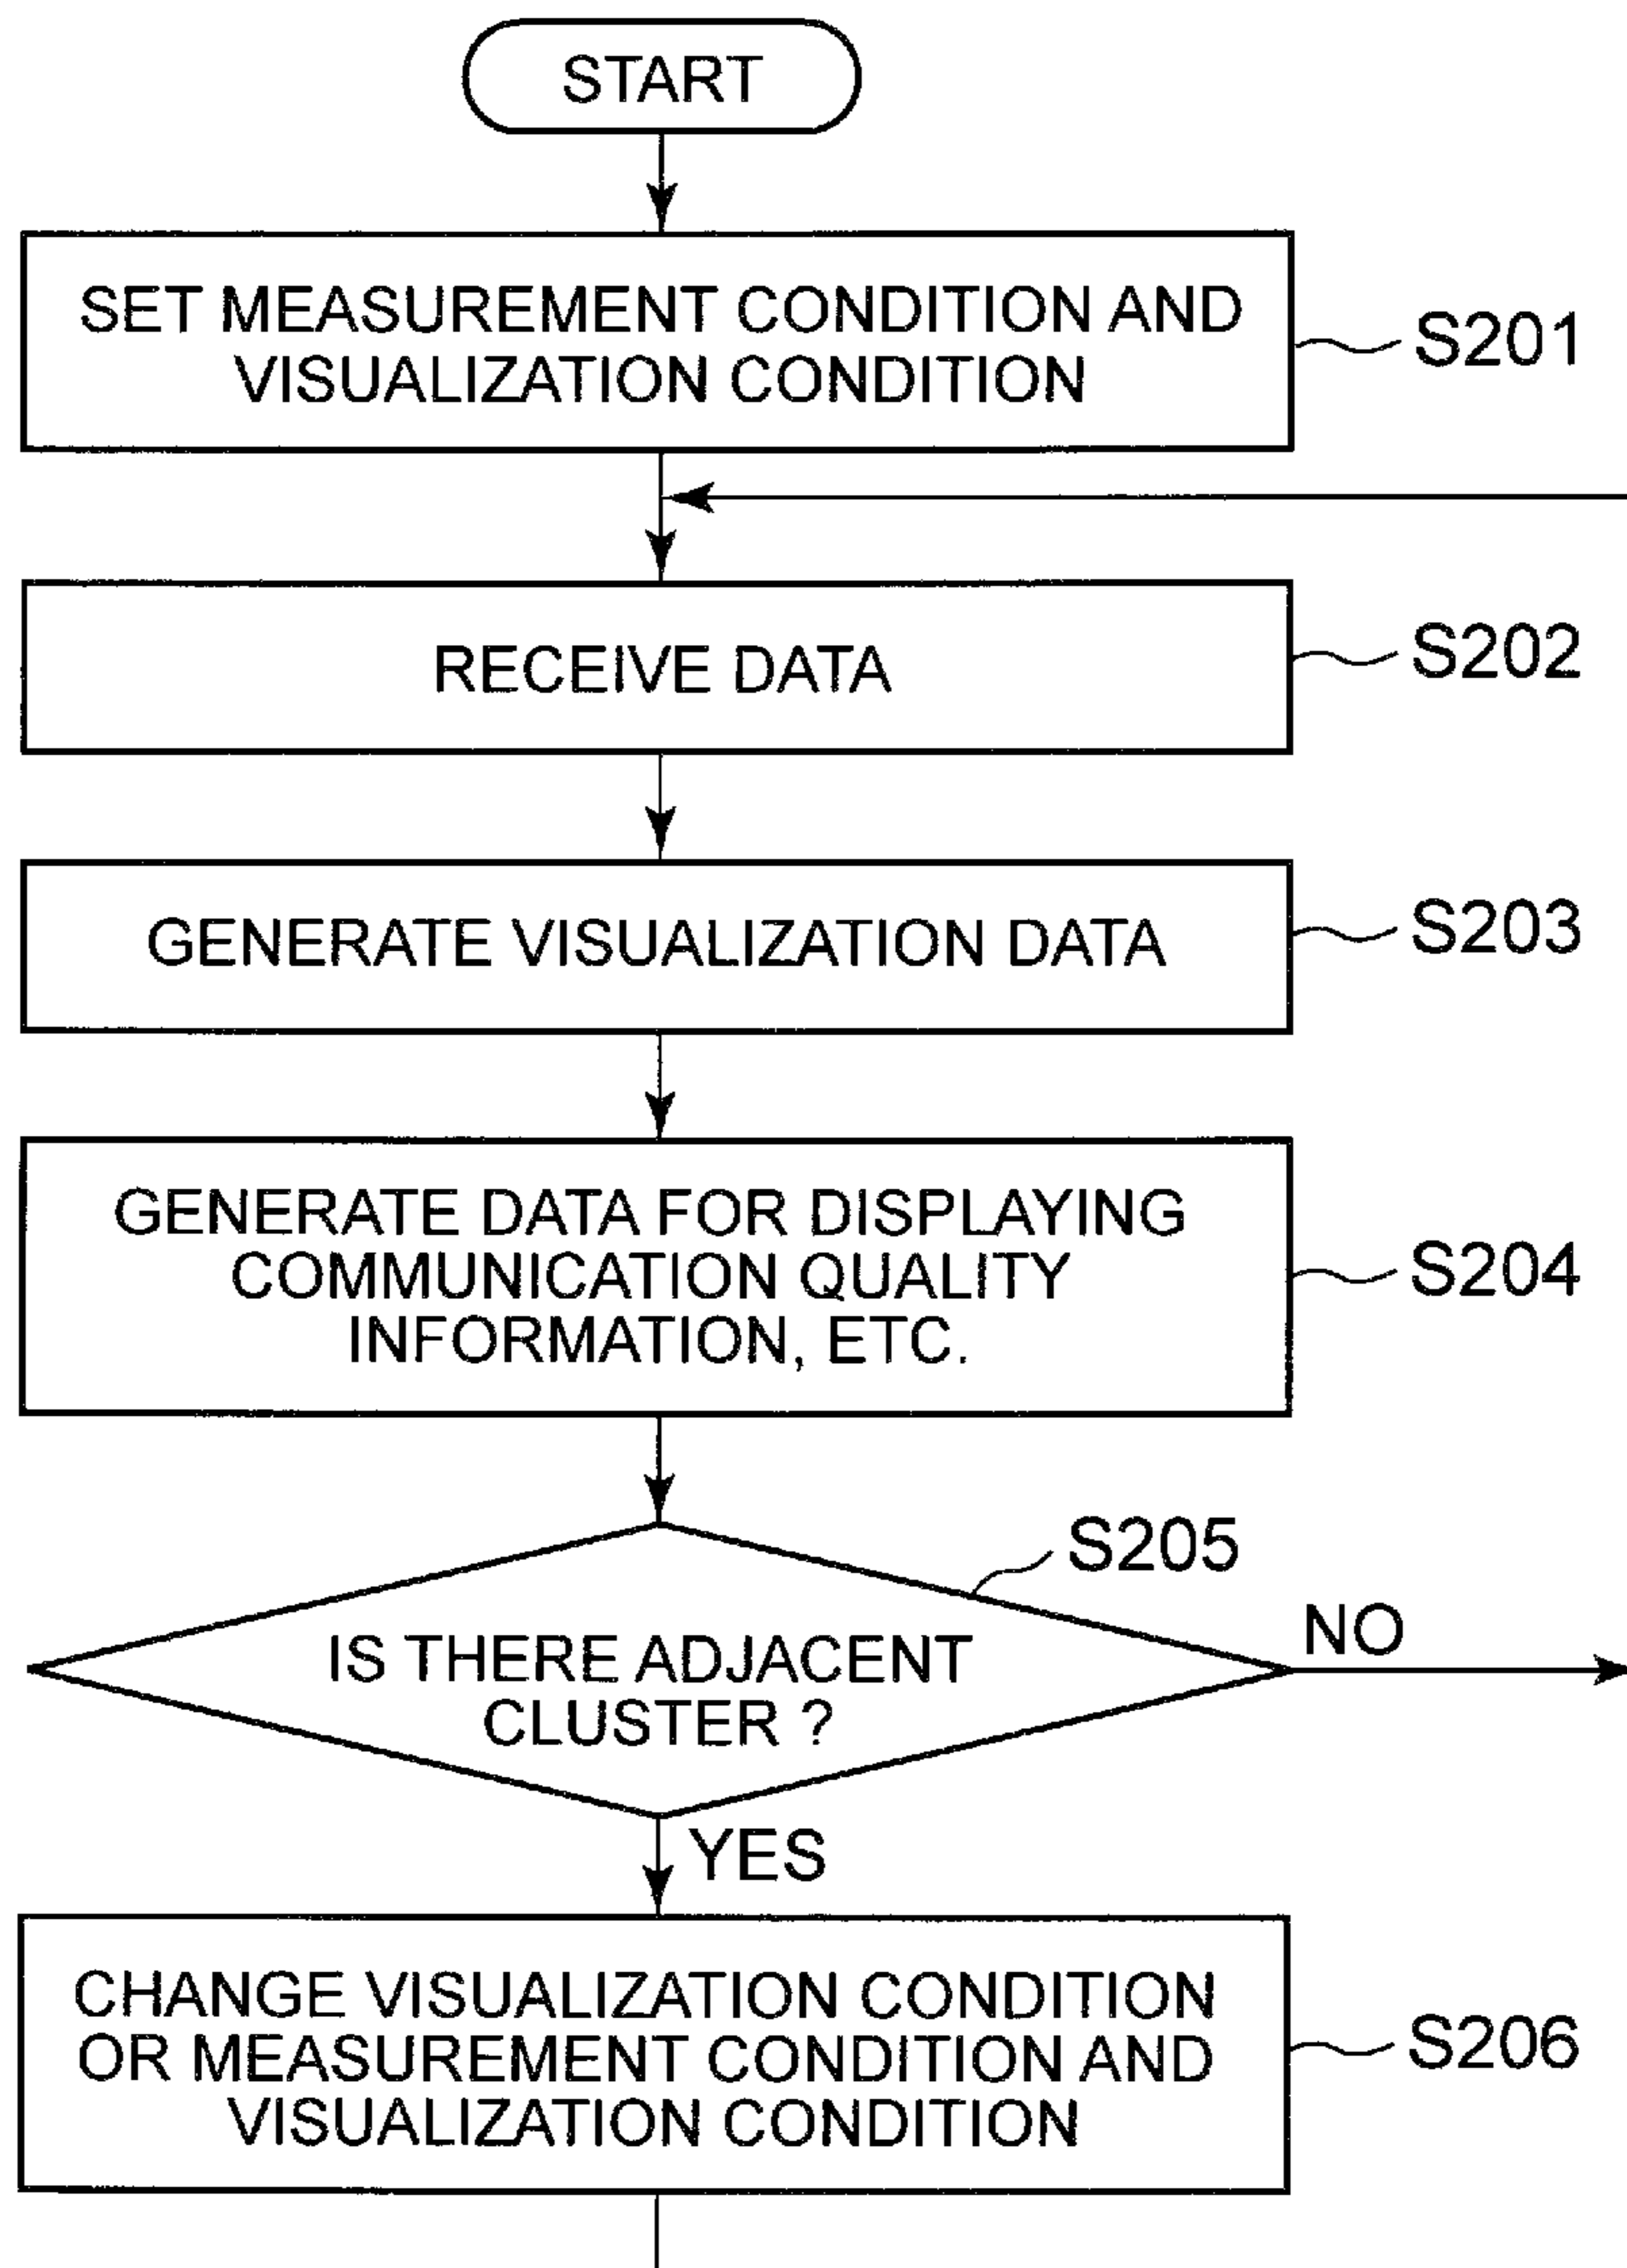 START
SET MEASUREMENT CONDITION AND
VISUALIZATION CONDITION
S201
RECEIVE DATA
S202
GENERATE VISUALIZATION DATA
S203
GENERATE DATA FOR DISPLAYING
COMMUNICATION QUALITY
INFORMATION, ETC.
S204
S205
IS THERE ADJACENT
CLUSTER ?
NO
YES
CHANGE VISUALIZATION CONDITION
OR MEASUREMENT CONDITION AND
VISUALIZATION CONDITION
S206